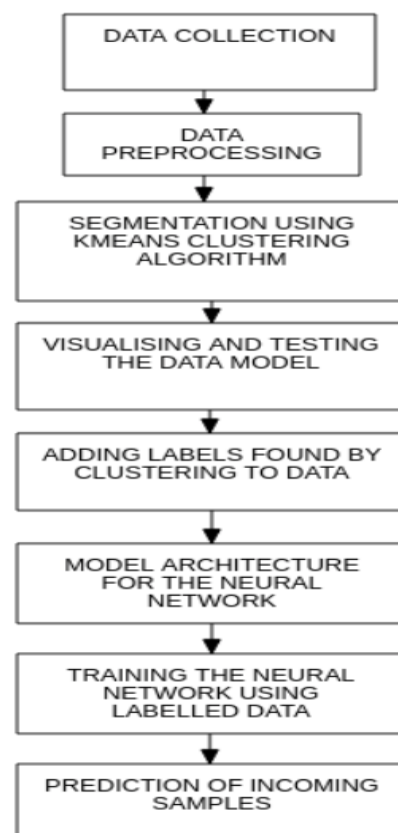 DATA COLLECTION
DATA
PREPROCESSING
SEGMENTATION USING
KMEANS CLUSTERING
ALGORITHM
VISUALISING AND TESTING
THE DATA MODEL
ADDING LABELS FOUND BY
CLUSTERING TO DATA
MODEL ARCHITECTURE
FOR THE NEURAL
NETWORK
TRAINING THE NEURAL
NETWORK USING
LABELLED DATA
PREDICTION OF INCOMING
SAMPLES